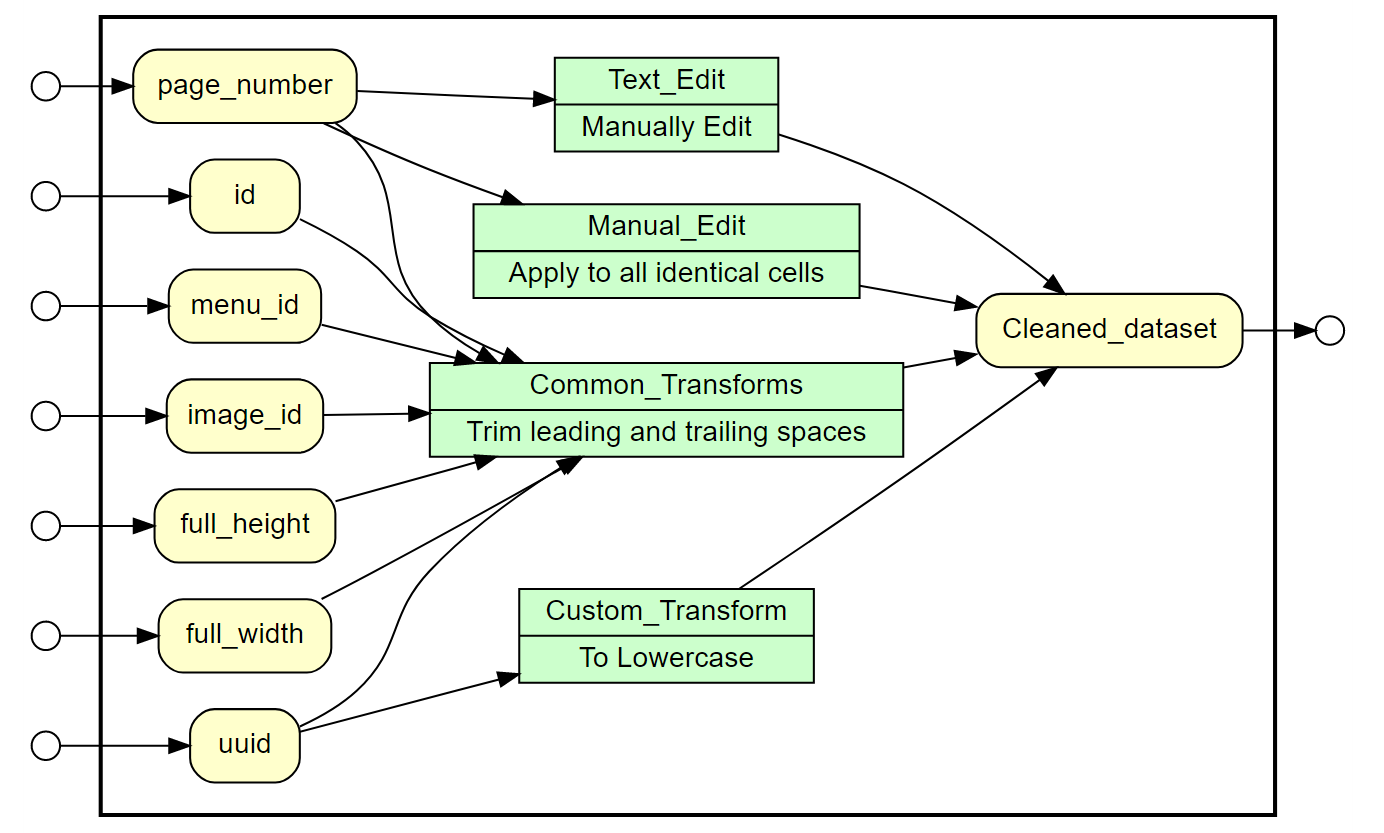 page_number
id
menu_id
image_id
full_height
full_width
uuid
Text_Edit
Manually Edit
Manual_Edit
Apply to all identical cells
Common_Transforms
Trim leading and trailing spaces
Custom_Transform
To Lowercase
Cleaned_dataset